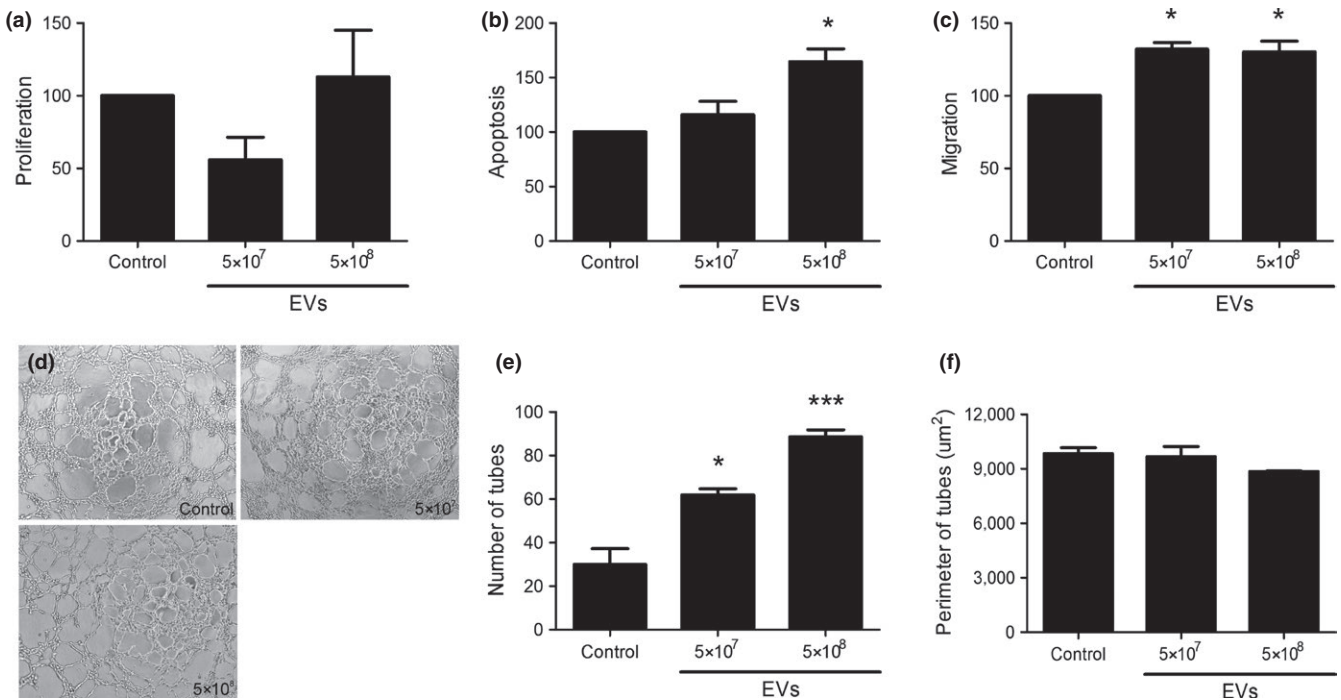 (a)
150
100
50
0
Proliferation
Control
5×10⁷
5×10⁸
EVs
(b)
*
200
150
100
50
0
Apoptosis
Control
5×10⁷
5×10⁸
EVs
(c)
* *
150
100
50
0
Migration
Control
5×10⁷
5×10⁸
EVs
(d)
Control
5×10⁷
5×10⁸
(e)
***
*
100
80
60
40
20
0
Number of tubes
Control
5×10⁷
5×10⁸
EVs
(f)
12,000
9,000
6,000
3,000
0
Perimeter of tubes (um²)
Control
5×10⁷
5×10⁸
EVs